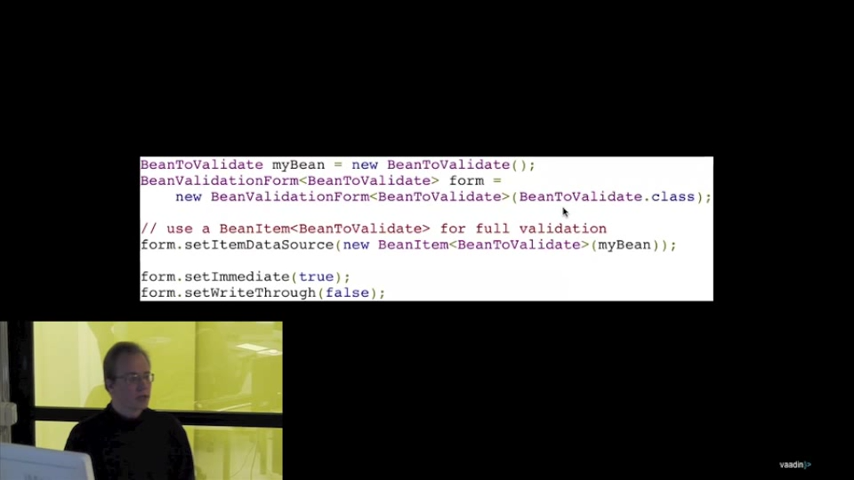 BeanToValidate myBean = new BeanToValidate();
BeanValidationForm<BeanToValidate> form =
new BeanValidationForm<BeanToValidate>(BeanToValidate.class);
// use a BeanItem<BeanToValidate> for full validation
form.setItemDataSource(new BeanItem<BeanToValidate>(myBean));
form.setImmediate(true);
form.setWriteThrough(false);
vaadin}>